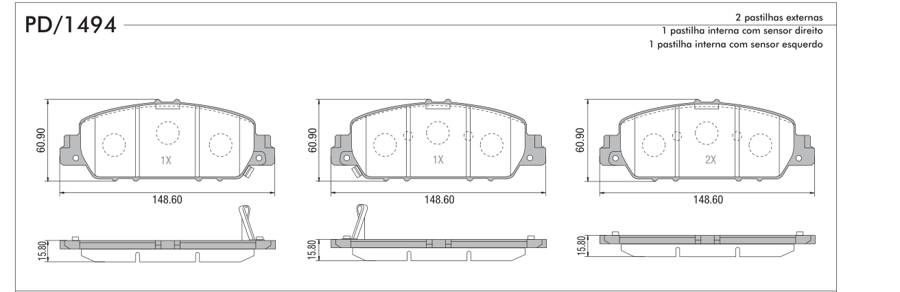 PD/1494
2 pastilhas externas
1 pastilha interna com sensor direito
1 pastilha interna com sensor esquerdo
60.90 1X 60.90 1X 60.90 2X
148.60 148.60 148.60
15.80 15.80 15.80